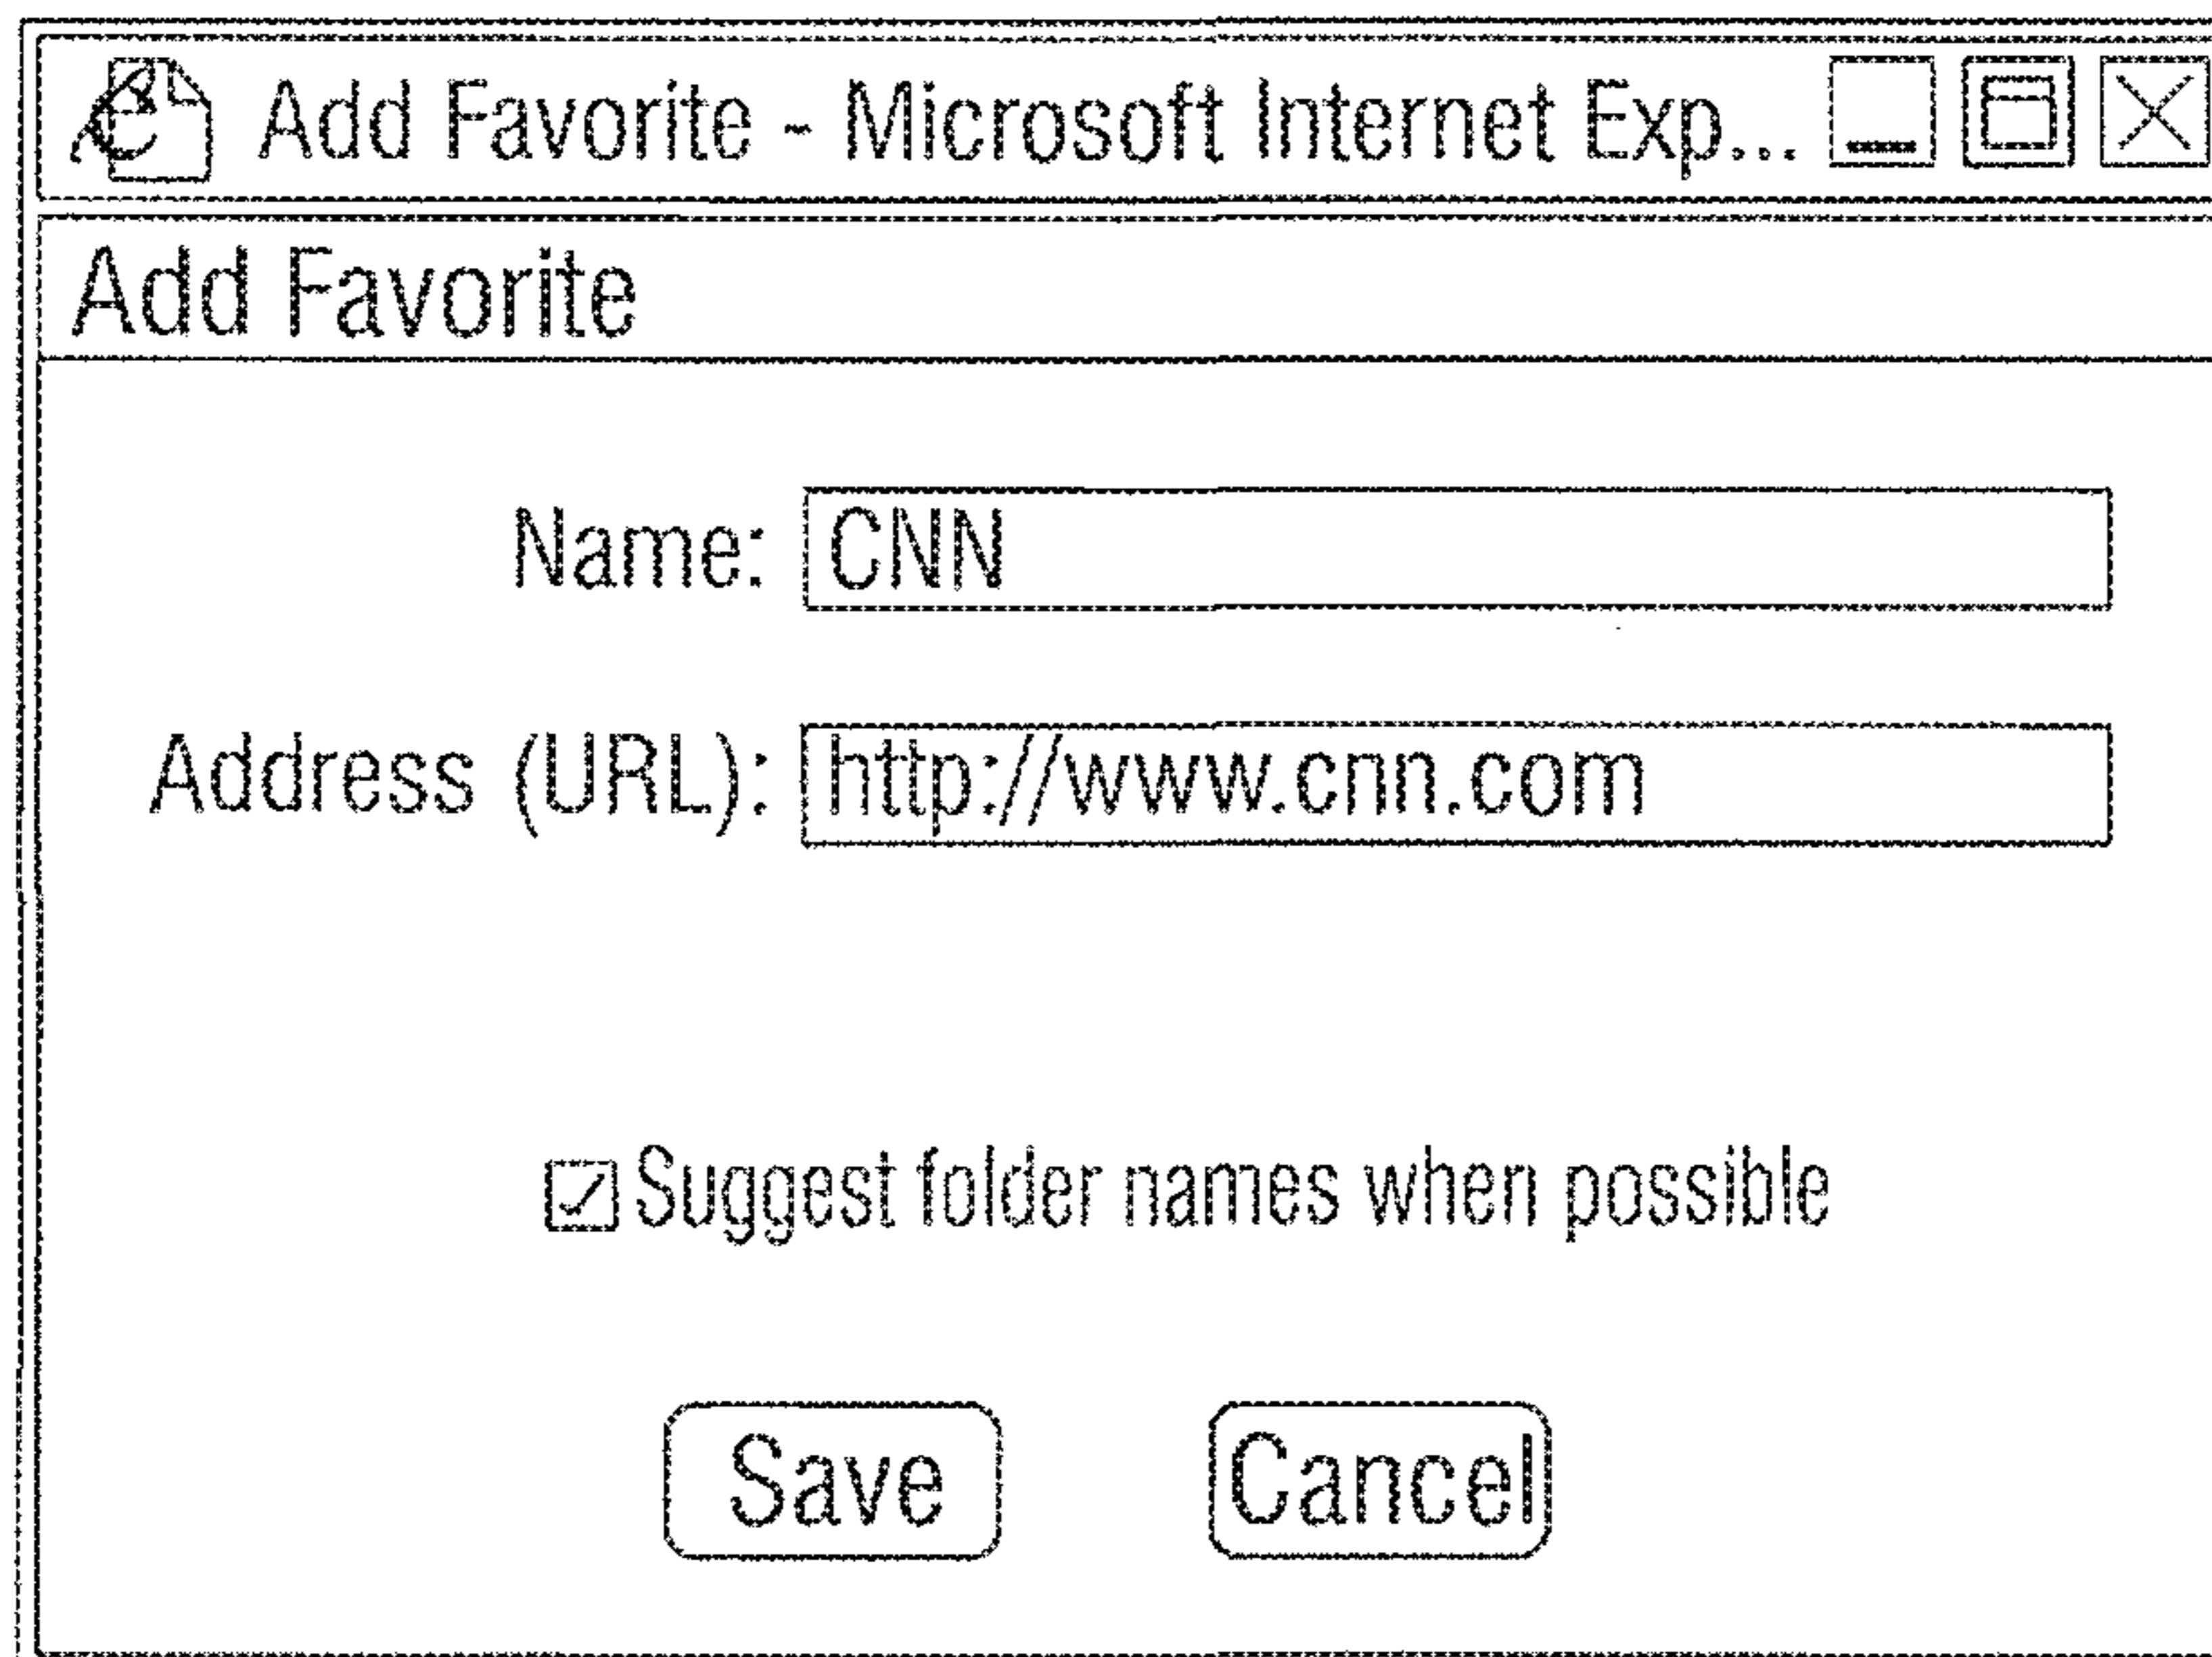 Add Favorite - Microsoft Internet Exp...
Add Favorite
Name: CNN
Address (URL): http://www.cnn.com
Suggest folder names when possible
Save Cancel